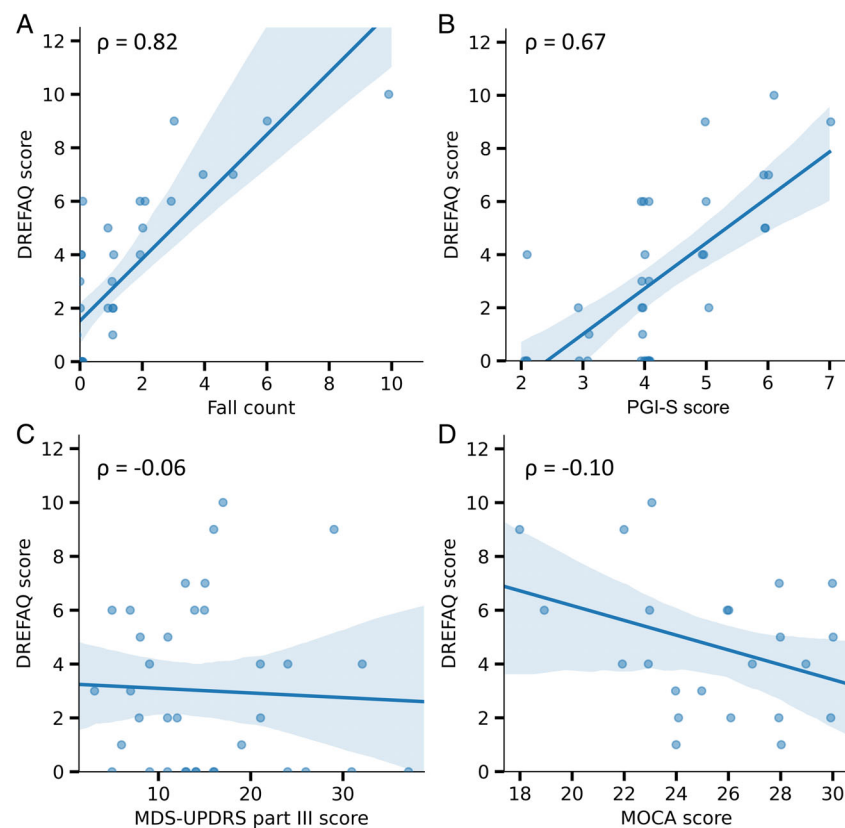 A
ρ = 0.82
DREFAQ score
12
10
8
6
4
2
0
0 2 4 6 8 10
Fall count
B
ρ = 0.67
DREFAQ score
12
10
8
6
4
2
0
2 3 4 5 6 7
PGI-S score
C
ρ = -0.06
DREFAQ score
12
10
8
6
4
2
0
10 20 30
MDS-UPDRS part III score
D
ρ = -0.10
DREFAQ score
12
10
8
6
4
2
0
18 20 22 24 26 28 30
MOCA score